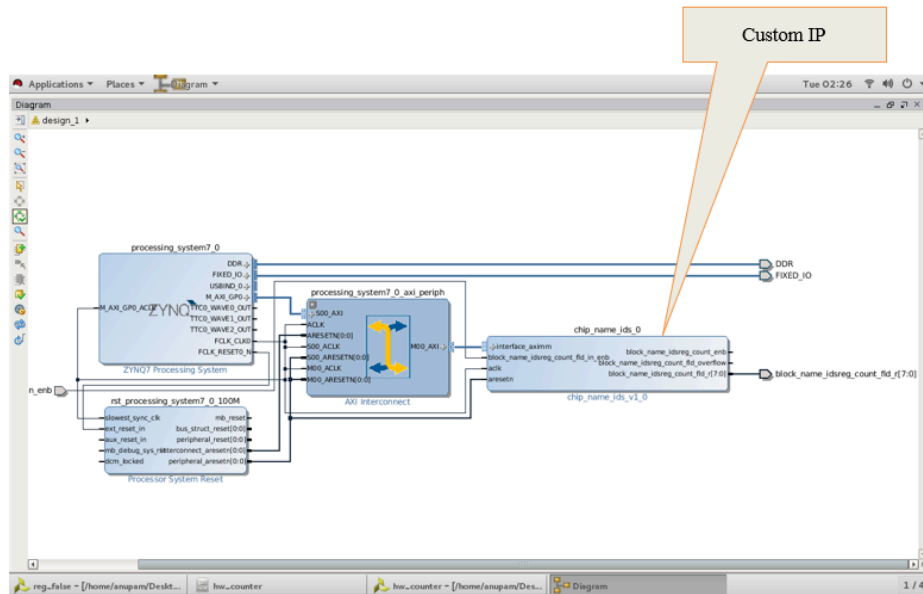 Custom IP
Applications Places Diagram Tue 02:26
Diagram
design_1
processing_system7_0
DDR
FIXED_IO
USBIND_0
M_AXI_GP0
M_AXI_GP0_ACLK
TTC0_WAVE0_OUT
TTC0_WAVE1_OUT
TTC0_WAVE2_OUT
FCLK_CLK0
FCLK_RESET0_N
ZYNQ
ZYNQ7 Processing System
n_enb
rst_processing_system7_0_100M
slowest_sync_clk mb_reset
ext_reset_in bus_struct_reset[0:0]
aux_reset_in peripheral_reset[0:0]
mb_debug_sys_r interconnect_aresetn[0:0]
dcm_locked peripheral_aresetn[0:0]
Processor System Reset
processing_system7_0_axi_periph
S00_AXI
ACLK
ARESETN[0:0]
S00_ACLK M00_AXI
S00_ARESETN[0:0]
M00_ACLK
M00_ARESETN[0:0]
AXI Interconnect
chip_name_ids_0
interface_aximm
block_name_idsreg_count_fld_in_enb
aclk
aresetn
block_name_idsreg_count_enb
block_name_idsreg_count_fld_overflow
block_name_idsreg_count_fld_r[7:0]
chip_name_ids_v1_0
DDR
FIXED_IO
block_name_idsreg_count_fld_r[7:0]
reg_false - [/home/anupam/Deskt... hw_counter hw_counter - [/home/anupam/Des... Diagram 1 / 4